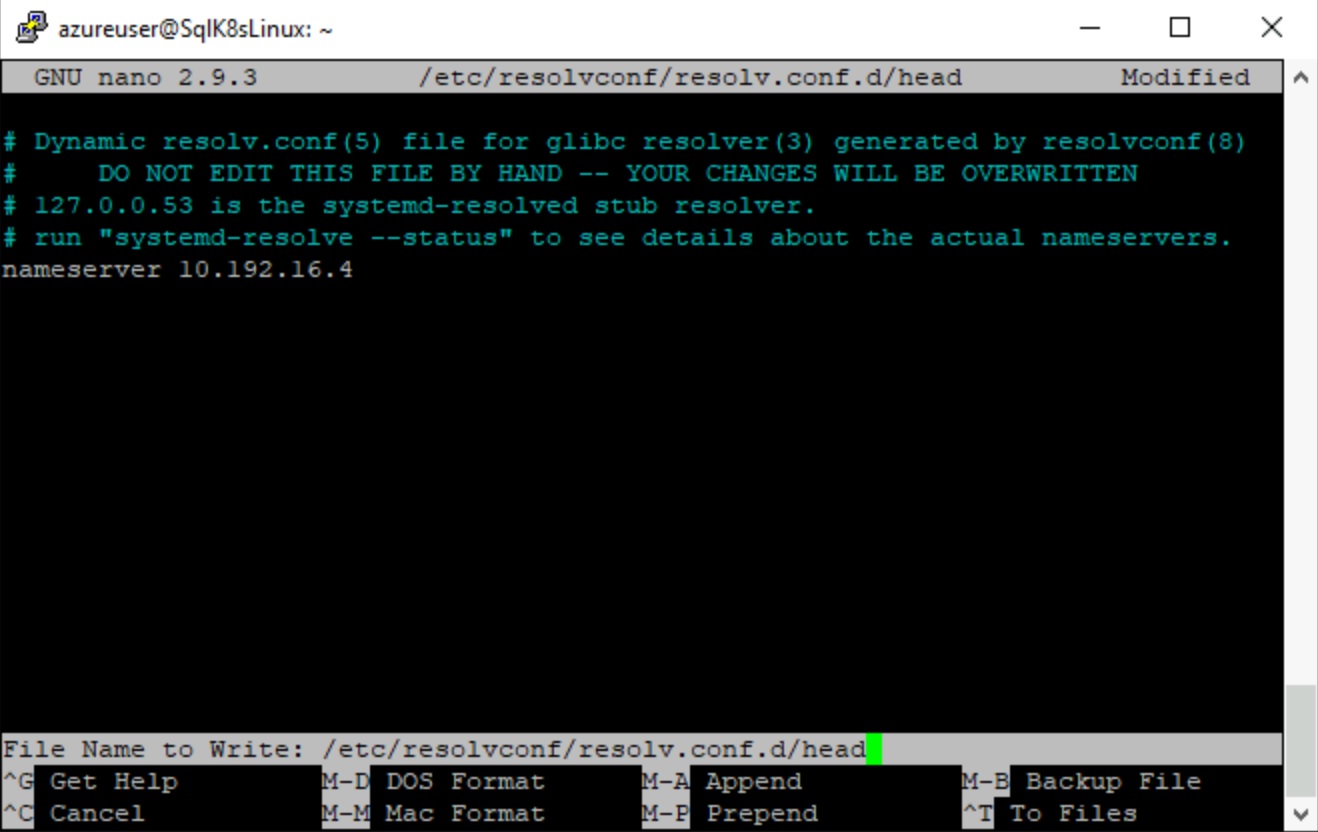 azureuser@SqlK8sLinux: ~
GNU nano 2.9.3 /etc/resolvconf/resolv.conf.d/head Modified
# Dynamic resolv.conf(5) file for glibc resolver(3) generated by resolvconf(8)
# DO NOT EDIT THIS FILE BY HAND -- YOUR CHANGES WILL BE OVERWRITTEN
# 127.0.0.53 is the systemd-resolved stub resolver.
# run "systemd-resolve --status" to see details about the actual nameservers.
nameserver 10.192.16.4
File Name to Write: /etc/resolvconf/resolv.conf.d/head
^G Get Help M-D DOS Format M-A Append M-B Backup File
^C Cancel M-M Mac Format M-P Prepend ^T To Files